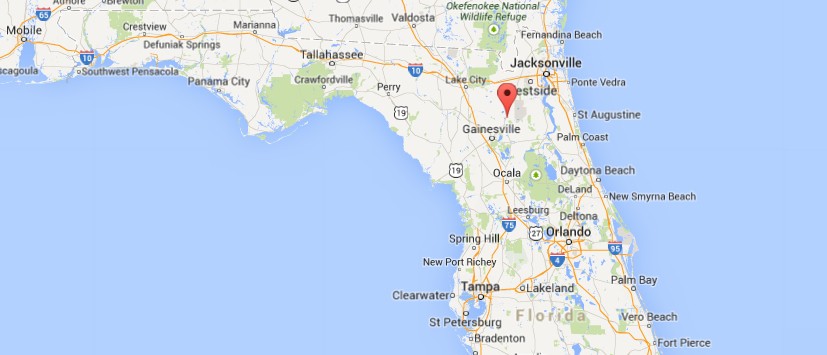 Atmore
Brewton
65
Mobile
Crestview
Marianna
Thomasville
Valdosta
Okefenokee National
Wildlife Refuge
Fernandina Beach
Defuniak Springs
10
Tallahassee
10
Jacksonville
Pascagoula
Southwest Pensacola
Panama City
Crawfordville
Perry
Lake City
Ponte Vedra
estside
19
St Augustine
Gainesville
Palm Coast
19
Ocala
Daytona Beach
DeLand
New Smyrna Beach
Leesburg
Deltona
75
27
Orlando
95
Spring Hill
New Port Richey
4
Palm Bay
Clearwater
Tampa
Lakeland
St Petersburg
Florida
Vero Beach
Bradenton
Fort Pierce